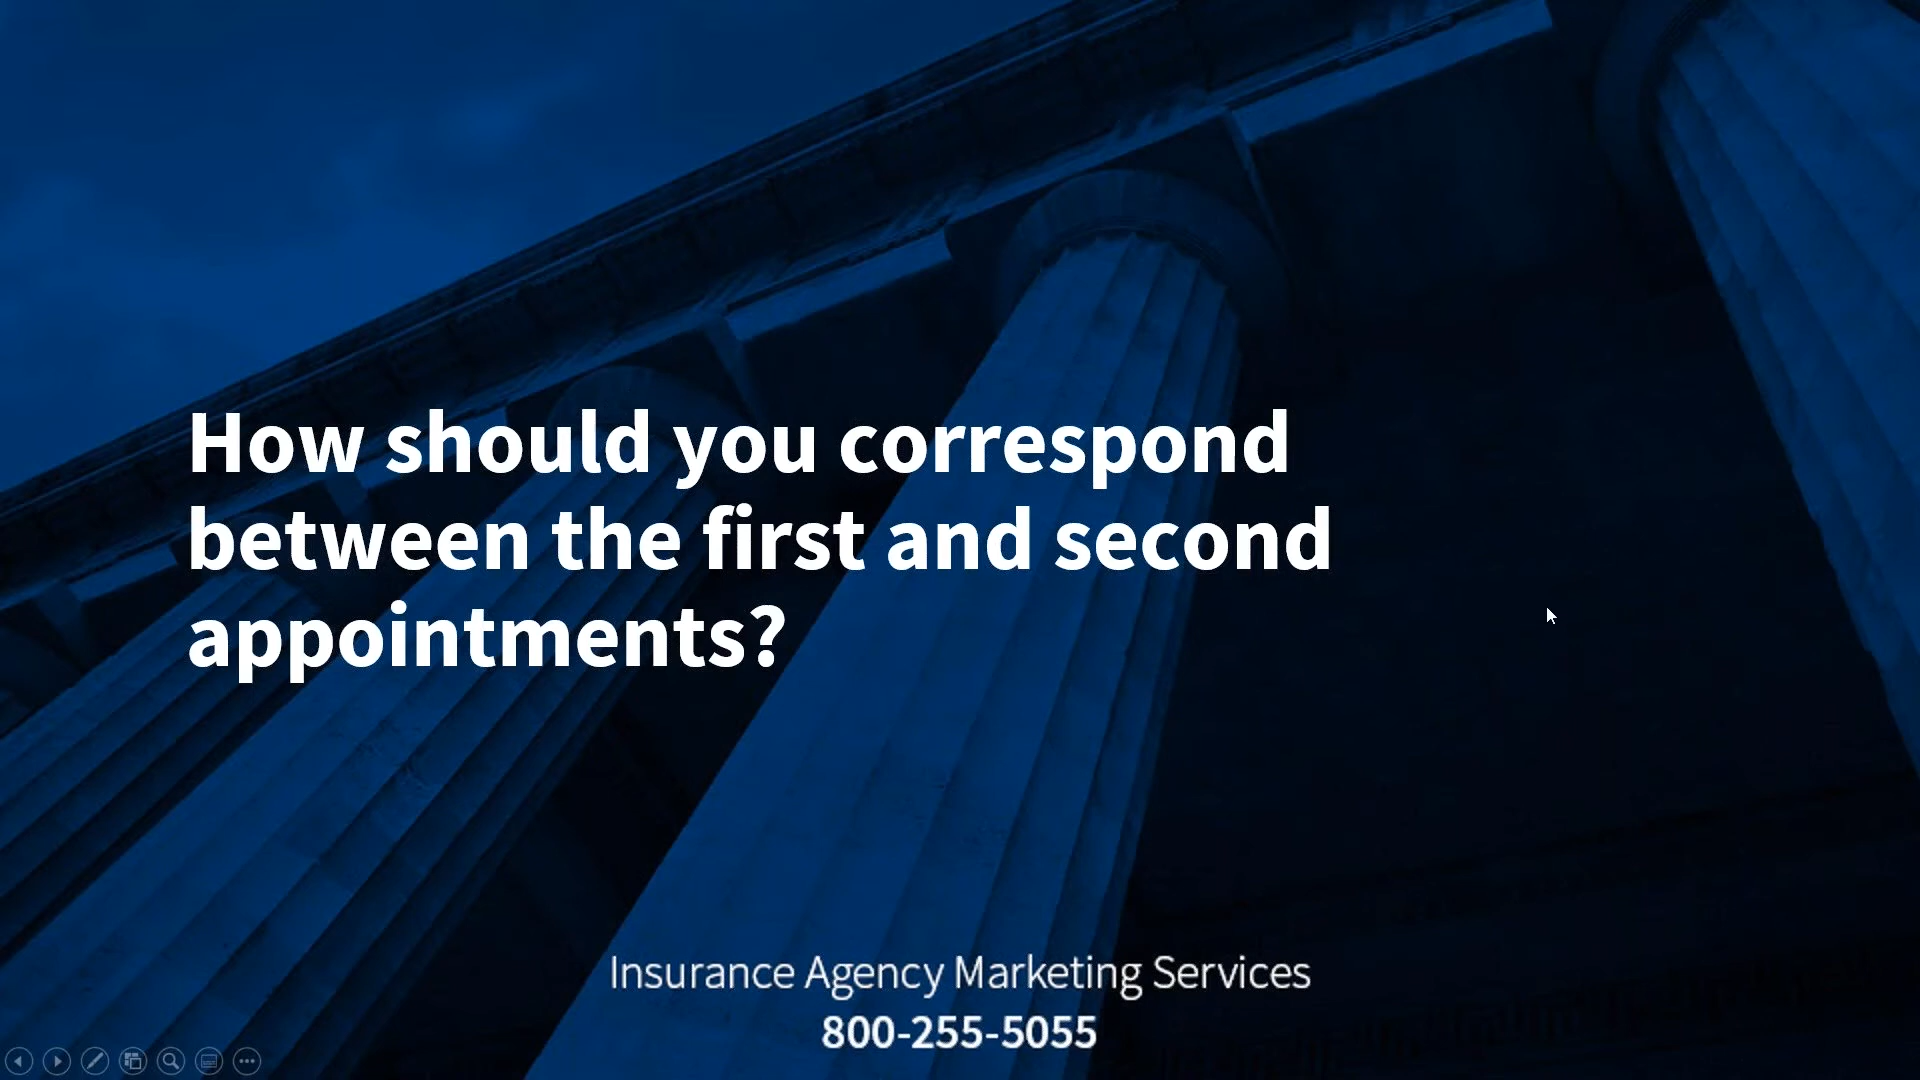 How should you correspond
between the first and second
appointments?
Insurance Agency Marketing Services
800-255-5055